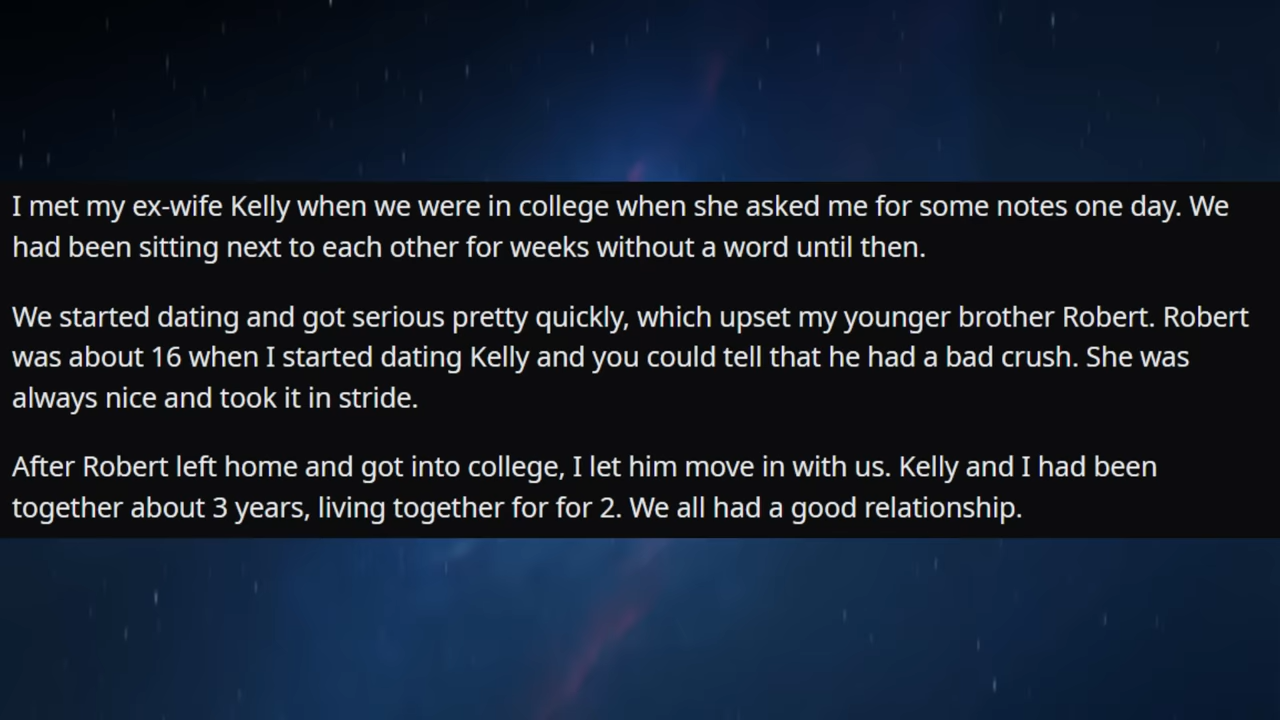 I met my ex-wife Kelly when we were in college when she asked me for some notes one day. We
had been sitting next to each other for weeks without a word until then.
We started dating and got serious pretty quickly, which upset my younger brother Robert. Robert
was about 16 when I started dating Kelly and you could tell that he had a bad crush. She was
always nice and took it in stride.
After Robert left home and got into college, I let him move in with us. Kelly and I had been
together about 3 years, living together for for 2. We all had a good relationship.